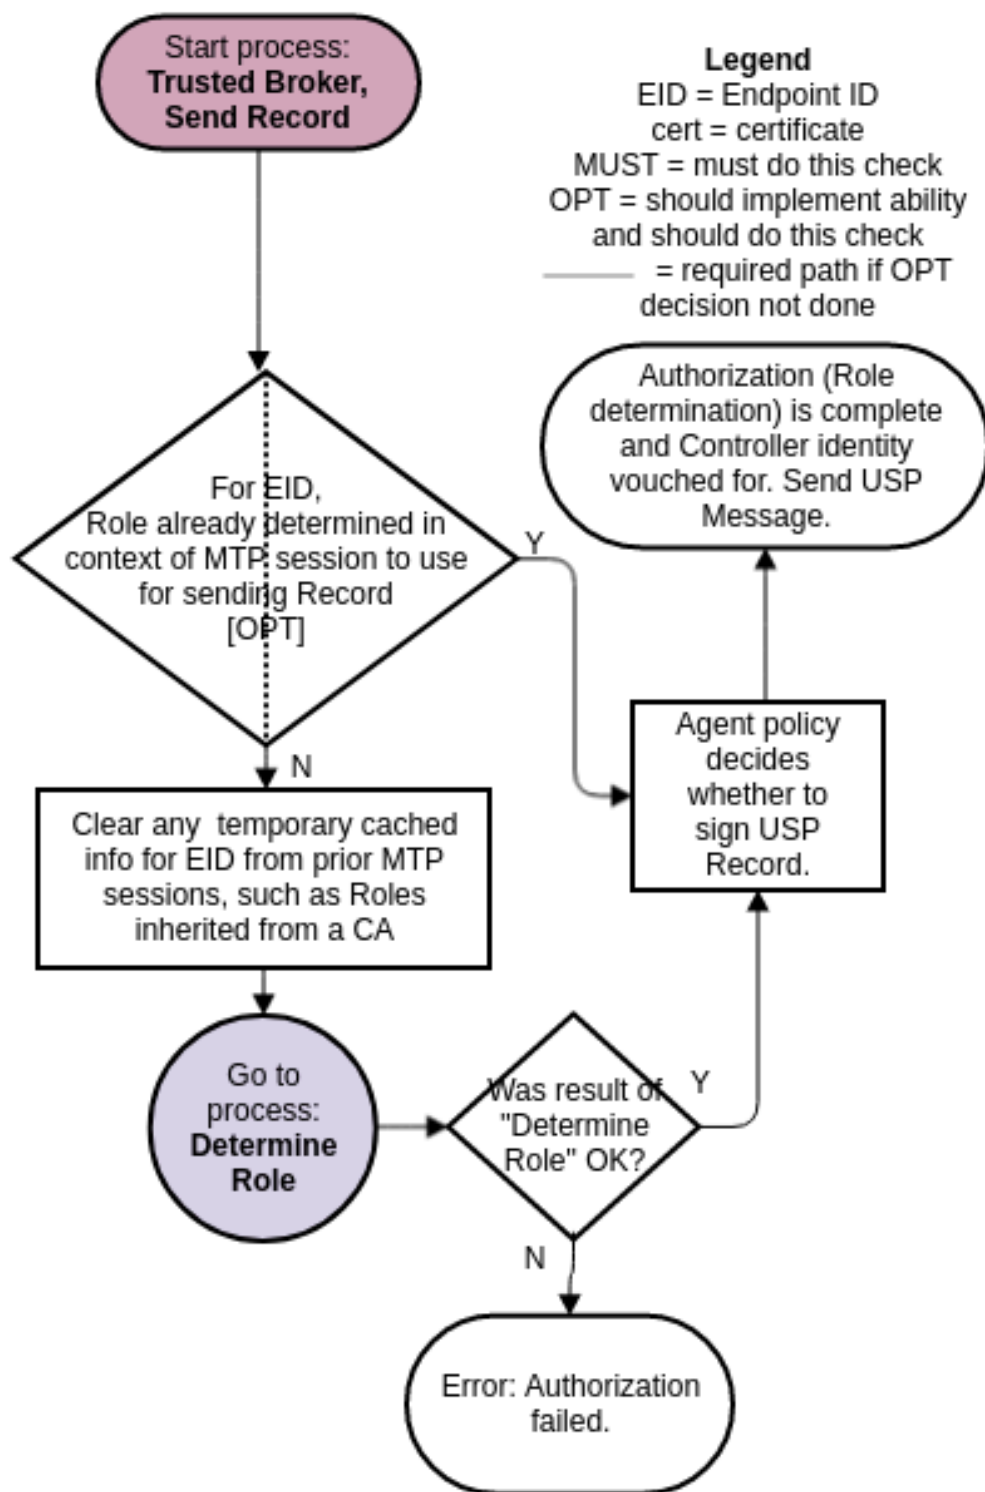 Start process:
Trusted Broker,
Send Record
Legend
EID = Endpoint ID
cert = certificate
MUST = must do this check
OPT = should implement ability
and should do this check
= required path if OPT
decision not done
Authorization (Role
determination) is complete
and Controller identity
vouched for. Send USP
Message.
For EID,
Role already determined in
context of MTP session to use
for sending Record
[OPT]
Y
N
Agent policy
decides
whether to
sign USP
Record.
Clear any temporary cached
info for EID from prior MTP
sessions, such as Roles
inherited from a CA
Go to
process:
Determine
Role
Was result of
"Determine
Role" OK?
Y
N
Error: Authorization
failed.